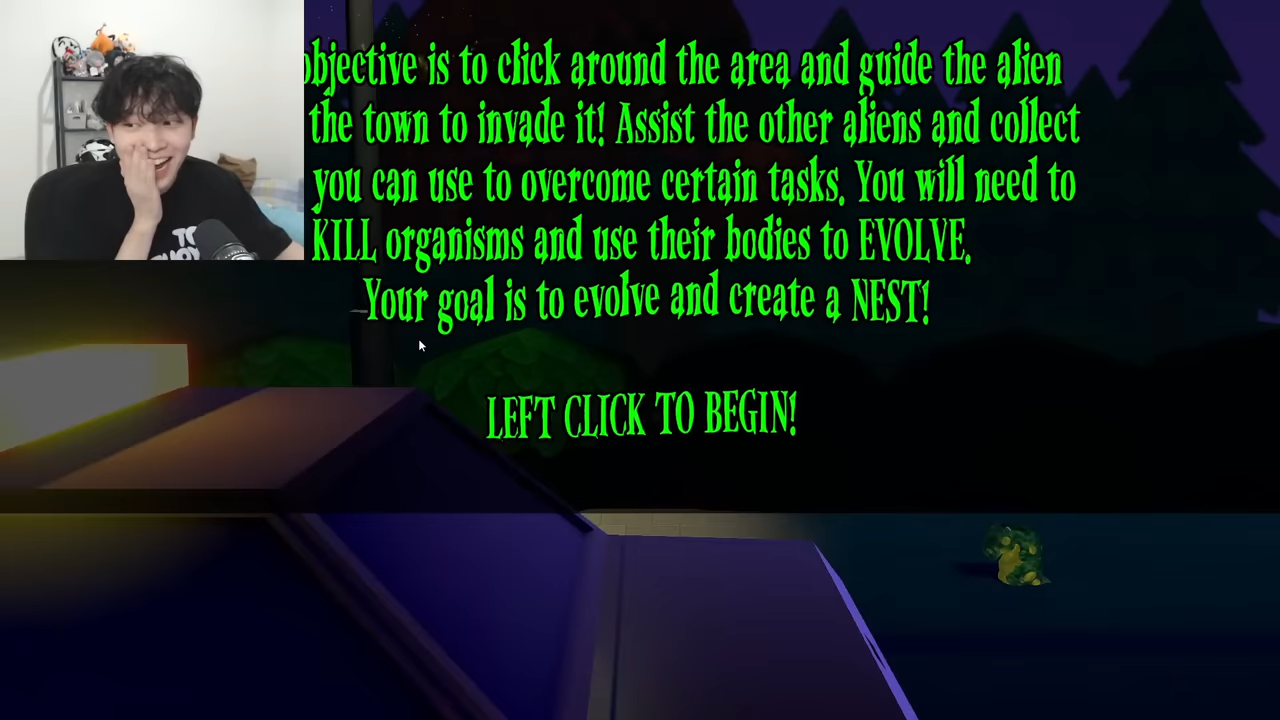 objective is to click around the area and guide the alien
the town to invade it! Assist the other aliens and collect
you can use to overcome certain tasks. You will need to
KILL organisms and use their bodies to EVOLVE.
Your goal is to evolve and create a NEST!
LEFT CLICK TO BEGIN!